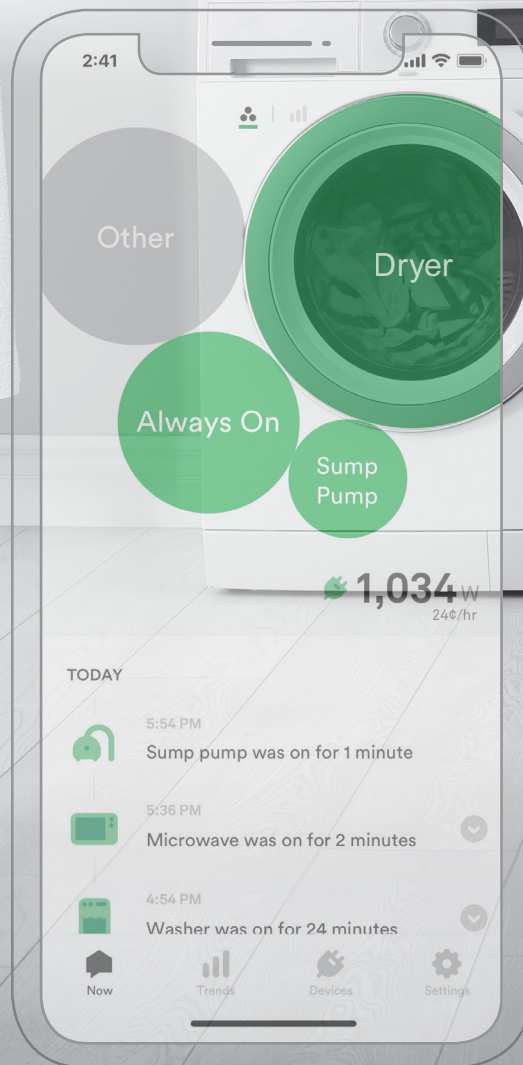 2:41
Other
Dryer
Always On
Sump
Pump
1,034 W
24¢/hr
TODAY
5:54 PM
Sump pump was on for 1 minute
5:36 PM
Microwave was on for 2 minutes
4:54 PM
Washer was on for 24 minutes
Now
Trends
Devices
Settings